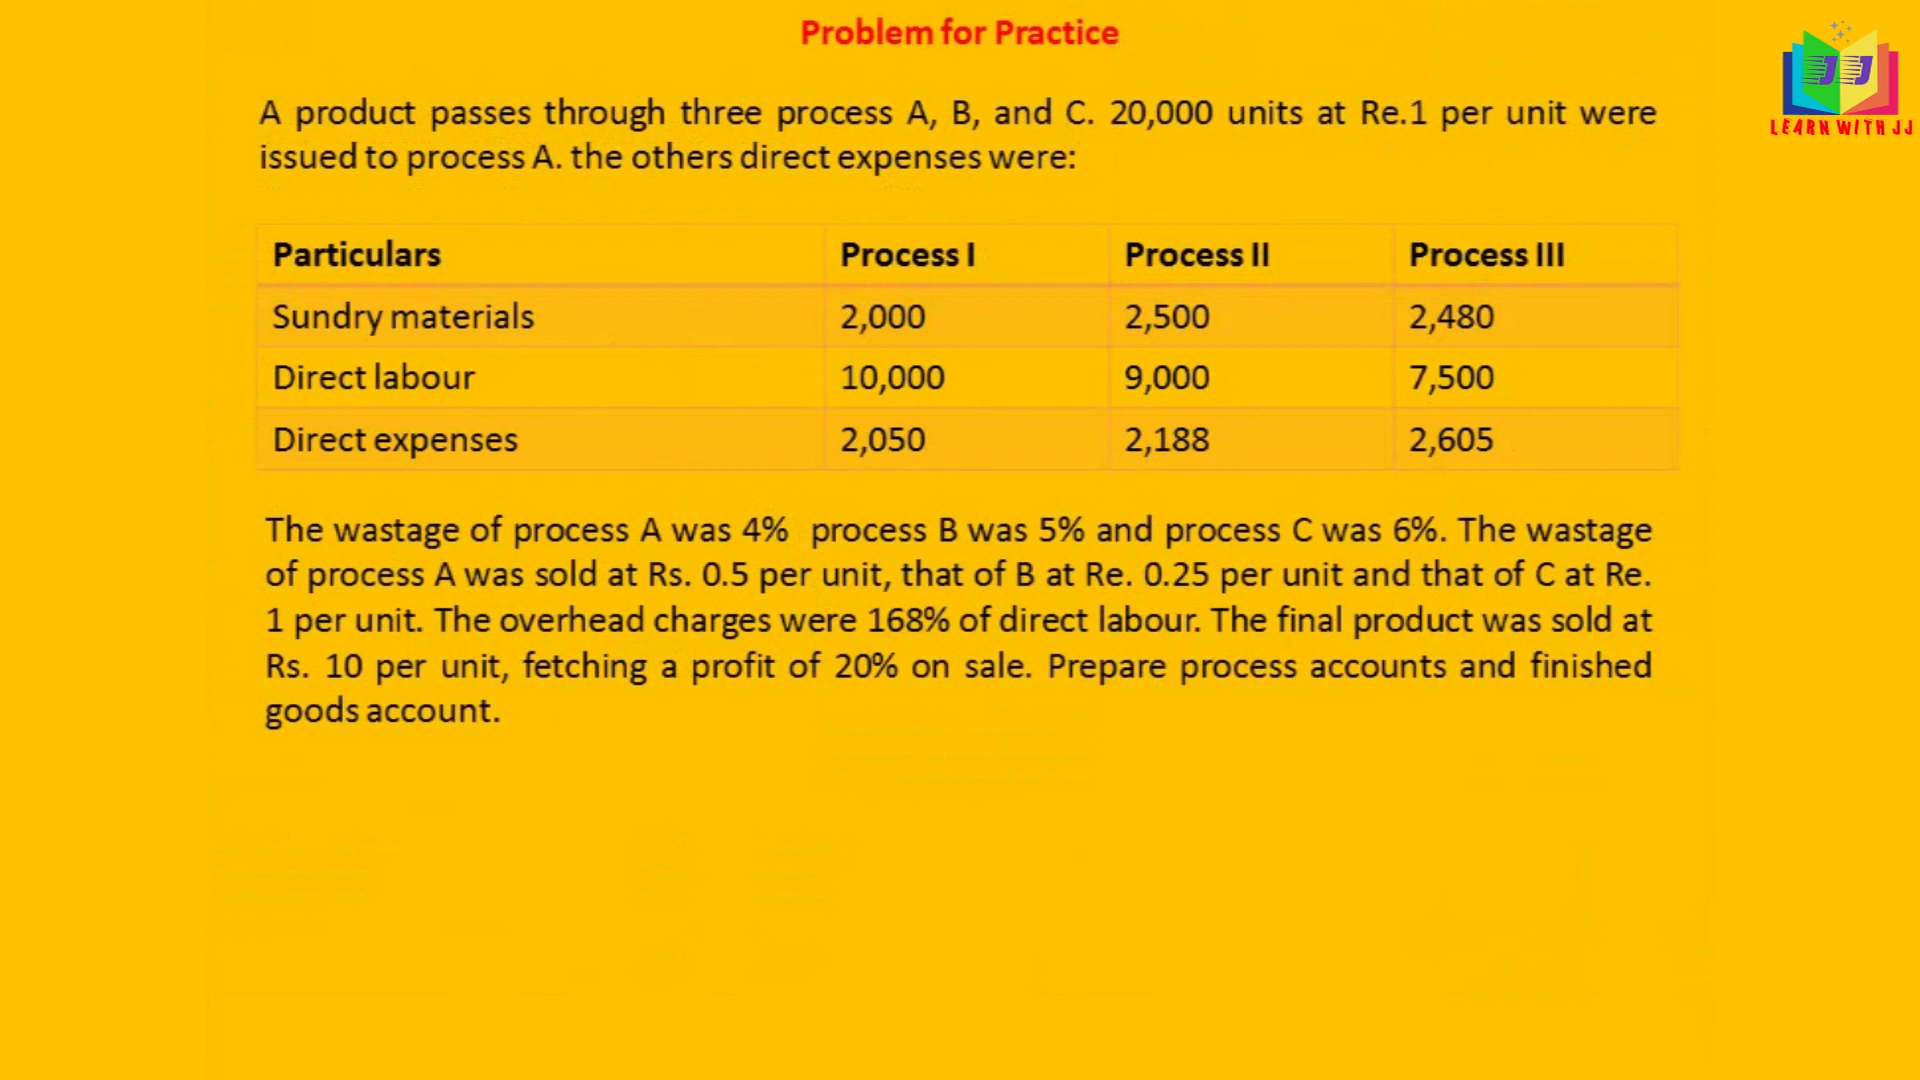 Problem for Practice
LEARN WITH JJ
A product passes through three process A, B, and C. 20,000 units at Re.1 per unit were
issued to process A. the others direct expenses were:
Particulars Process I Process II Process III
Sundry materials 2,000 2,500 2,480
Direct labour 10,000 9,000 7,500
Direct expenses 2,050 2,188 2,605
The wastage of process A was 4% process B was 5% and process C was 6%. The wastage
of process A was sold at Rs. 0.5 per unit, that of B at Re. 0.25 per unit and that of C at Re.
1 per unit. The overhead charges were 168% of direct labour. The final product was sold at
Rs. 10 per unit, fetching a profit of 20% on sale. Prepare process accounts and finished
goods account.